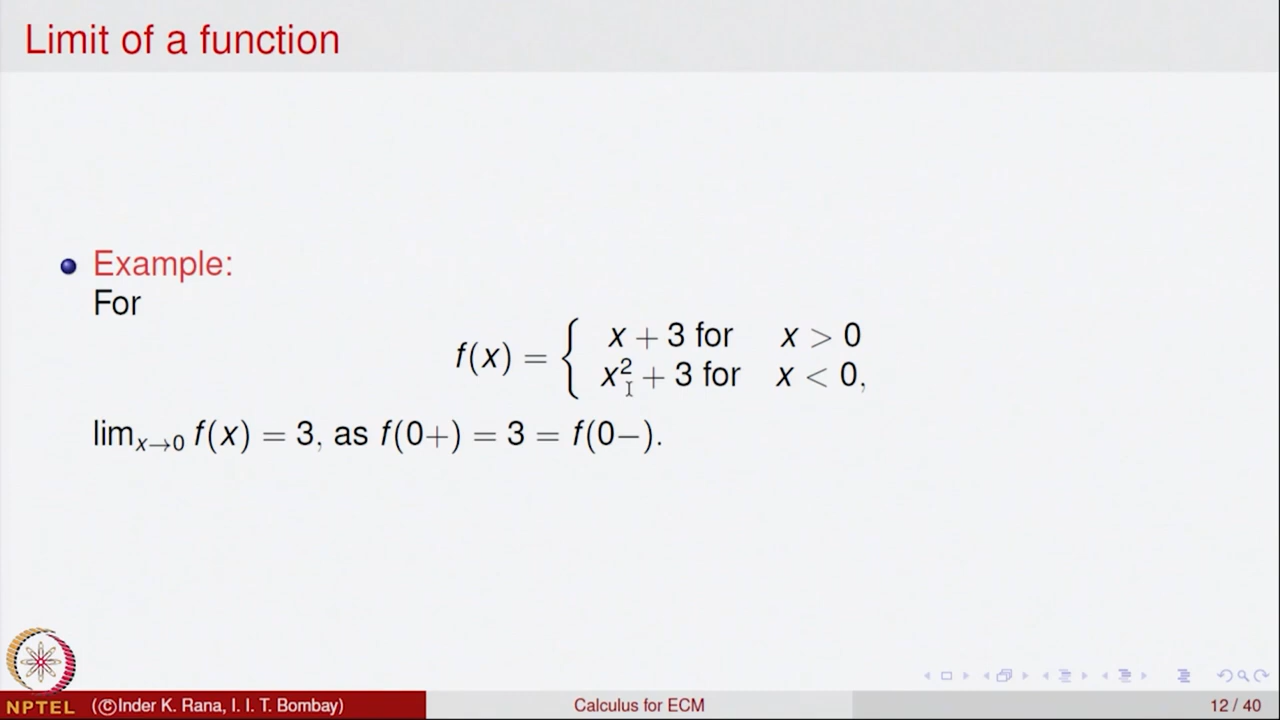 Limit of a function
Example:
For
f(x) = { x + 3 for x > 0
x² + 3 for x < 0,
lim x→0 f(x) = 3, as f(0+) = 3 = f(0−).
NPTEL
(©Inder K. Rana, I. I. T. Bombay)
Calculus for ECM
12 / 40